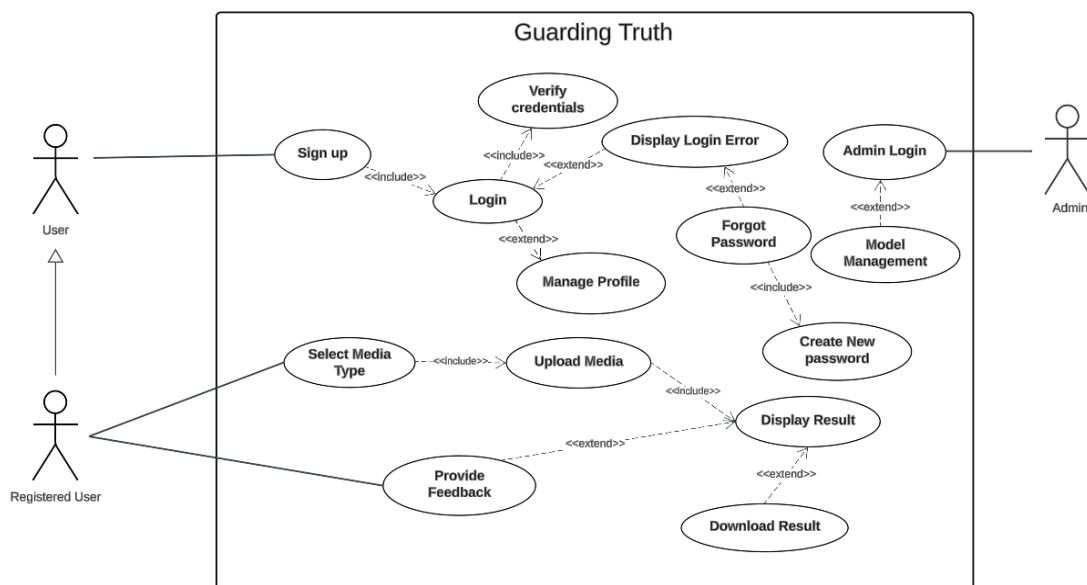 Guarding Truth
Verify
credentials
Sign up
<<include>>
Display Login Error
Admin Login
<<include>>
<<extend>>
Login
<<extend>>
<<extend>>
User
Admin
<<extend>>
Forgot
Password
Model
Management
Manage Profile
<<include>>
Select Media
Type
<<Include>>
Upload Media
Create New
password
<<include>>
Display Result
<<extend>>
Registered User
Provide
Feedback
<<extend>>
Download Result